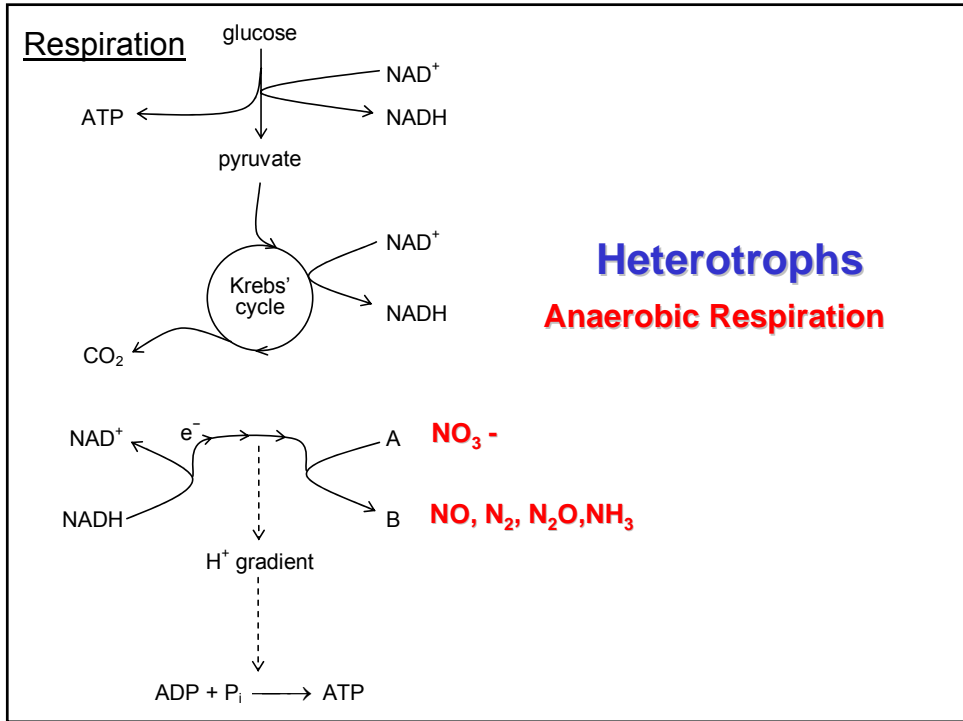 Respiration
glucose
NAD⁺
ATP
NADH
pyruvate
NAD⁺
Heterotrophs
Krebs'
cycle
NADH
Anaerobic Respiration
CO₂
NAD⁺
e⁻
A
NO₃ -
NADH
B
NO, N₂, N₂O,NH₃
H⁺ gradient
ADP + Pᵢ ⟶ ATP